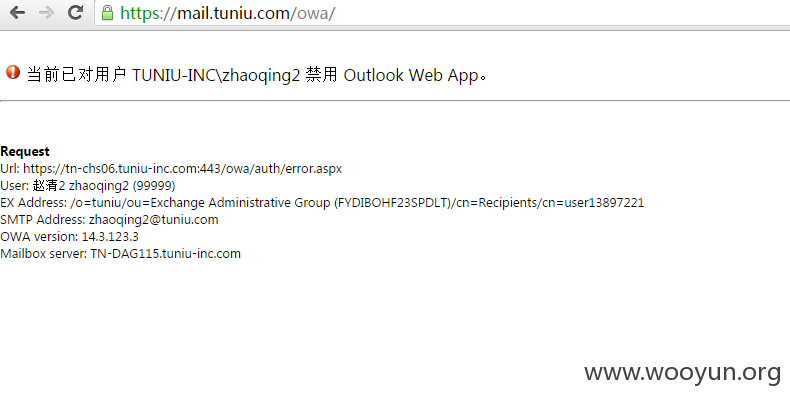 https://mail.tuniu.com/owa/
当前已对用户 TUNIU-INC\zhaoqing2 禁用 Outlook Web App。
Request
Url: https://tn-chs06.tuniu-inc.com:443/owa/auth/error.aspx
User: 赵清2 zhaoqing2 (99999)
EX Address: /o=tuniu/ou=Exchange Administrative Group (FYDIBOHF23SPDLT)/cn=Recipients/cn=user13897221
SMTP Address: zhaoqing2@tuniu.com
OWA version: 14.3.123.3
Mailbox server: TN-DAG115.tuniu-inc.com
www.wooyun.org